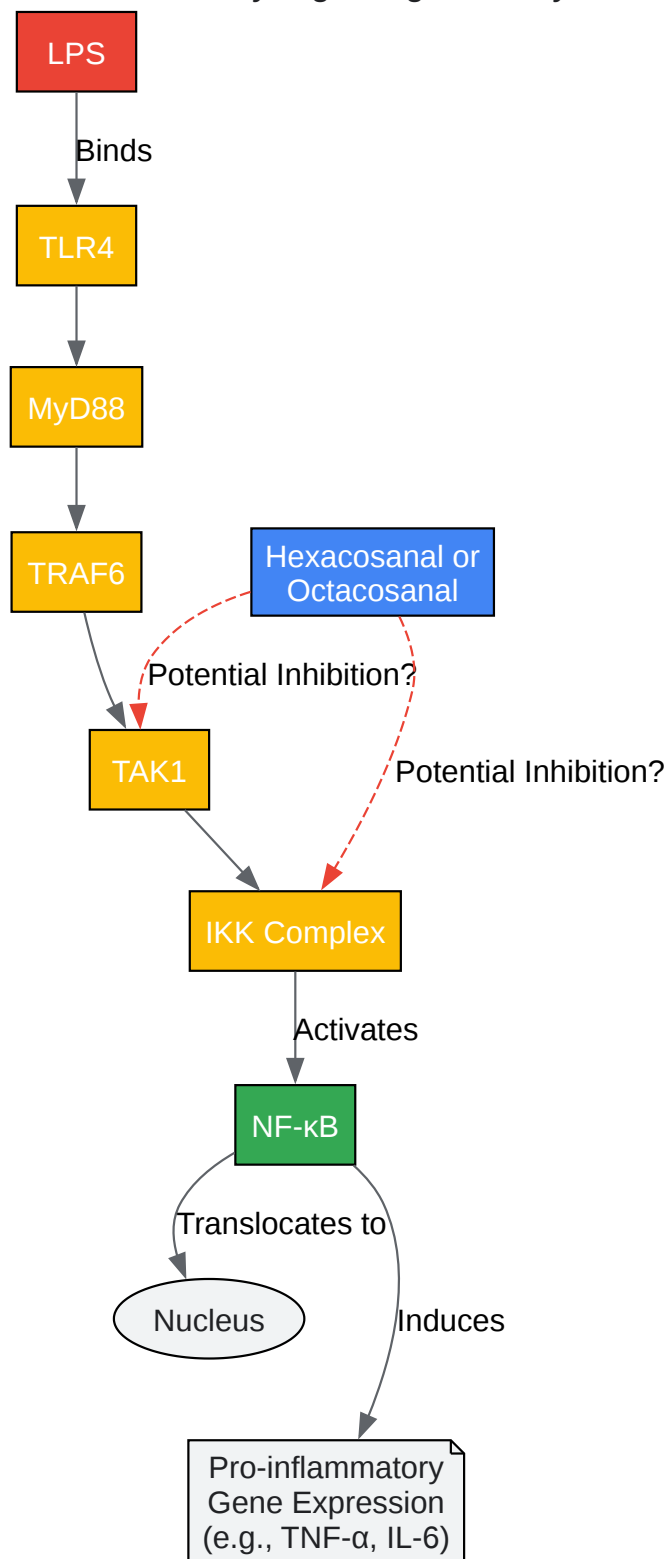 LPS
Binds
TLR4
MyD88
TRAF6
Hexacosanal or
Octacosanal
Potential Inhibition?
TAK1
Potential Inhibition?
IKK Complex
Activates
NF-κB
Translocates to
Nucleus
Induces
Pro-inflammatory
Gene Expression
(e.g., TNF-α, IL-6)